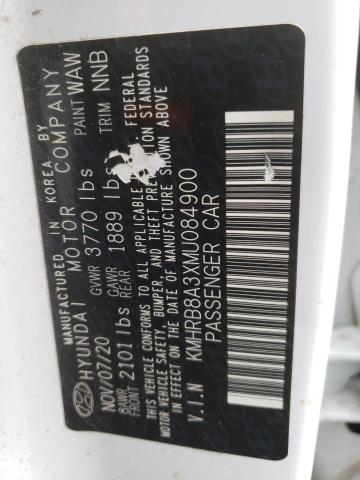 MANUFACTURED IN KOREA BY
HYUNDAI MOTOR COMPANY
NOV/07/20 GVWR 3770 lbs PAINT WAW
GAWR FRONT 2101 lbs GAWR REAR 1889 lb TRIM NNB
THIS VEHICLE CONFORMS TO ALL APPLICABLE FEDERAL
MOTOR VEHICLE SAFETY, BUMPER, AND THEFT PREVENTION STANDARDS
IN EFFECT ON THE DATE OF MANUFACTURE SHOWN ABOVE
V.I.N KMHRB8A3XMU084900
PASSENGER CAR